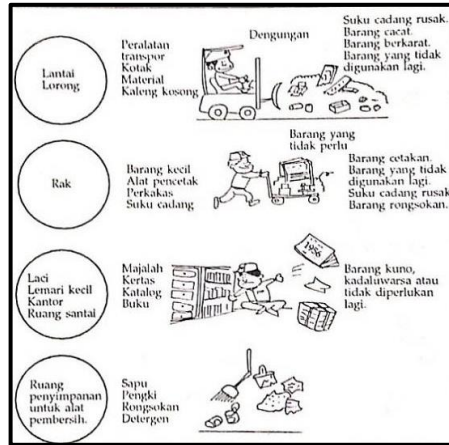 Lantai
Lorong
Peralatan
transpor
Kotak
Material
Kaleng kosong
Dengungan
Suku cadang rusak.
Barang cacat.
Barang berkarat.
Barang yang tidak
digunakan lagi.
Rak
Barang kecil
Alat pencetak
Perkakas
Suku cadang
Barang yang
tidak perlu
Barang cetakan.
Barang yang tidak
digunakan lagi.
Suku cadang rusak
Barang rongsokan.
Laci
Lemari kecil
Kantor
Ruang santai
Majalah
Kertas
Katalog
Buku
1956
Barang kuno,
kadaluwarsa atau
tidak diperlukan
lagi.
Ruang
penyimpanan
untuk alat
pembersih.
Sapu
Pengki
Rongsokan
Detergen